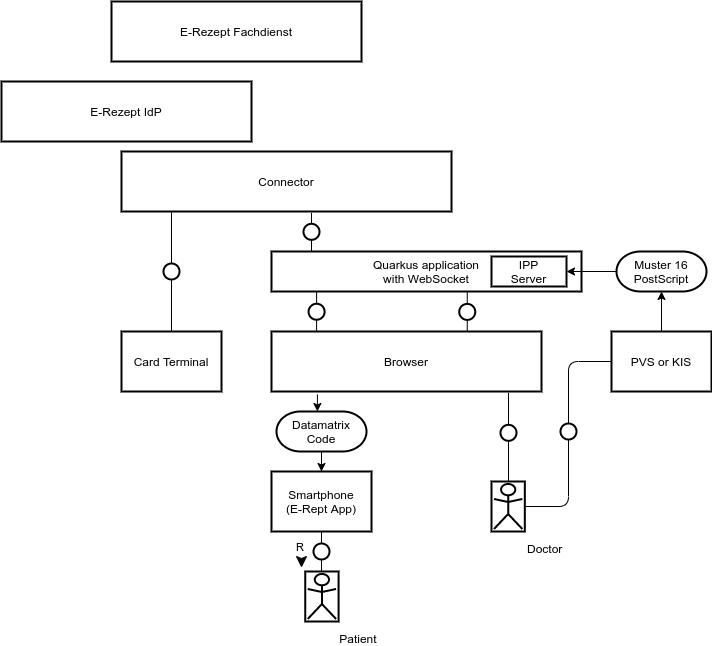 E-Rezept Fachdienst
E-Rezept IdP
Connector
Quarkus application
with WebSocket
IPP
Server
Muster 16
PostScript
Card Terminal
Browser
PVS or KIS
Datamatrix
Code
Smartphone
(E-Rept App)
R
Doctor
Patient